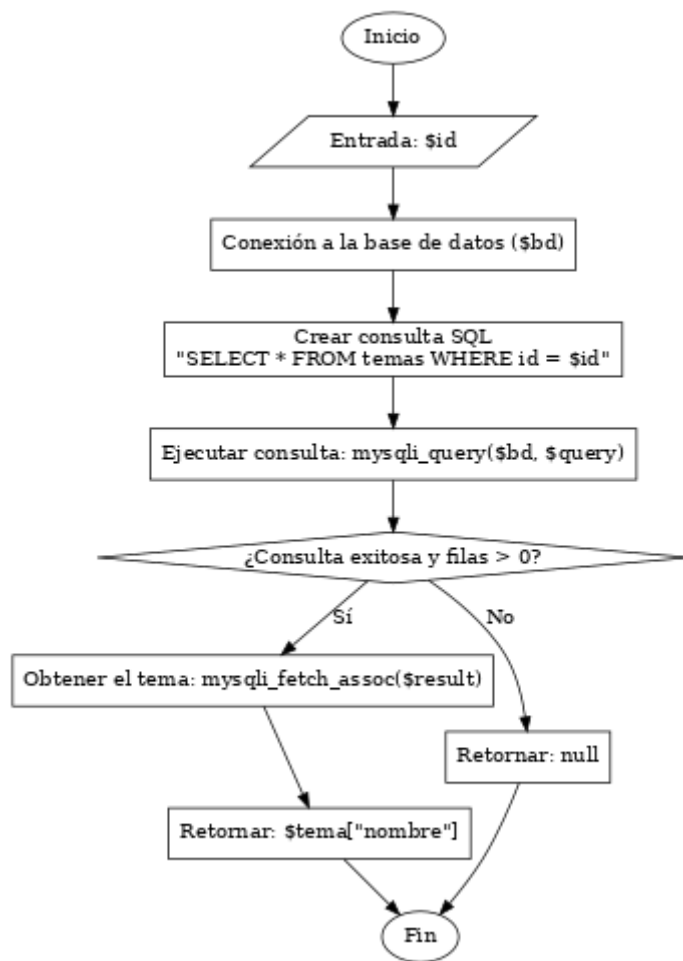 Inicio
Entrada: $id
Conexión a la base de datos ($bd)
Crear consulta SQL
"SELECT * FROM temas WHERE id = $id"
Ejecutar consulta: mysqli_query($bd, $query)
¿Consulta exitosa y filas > 0?
Sí
No
Obtener el tema: mysqli_fetch_assoc($result)
Retornar: null
Retornar: $tema["nombre"]
Fin